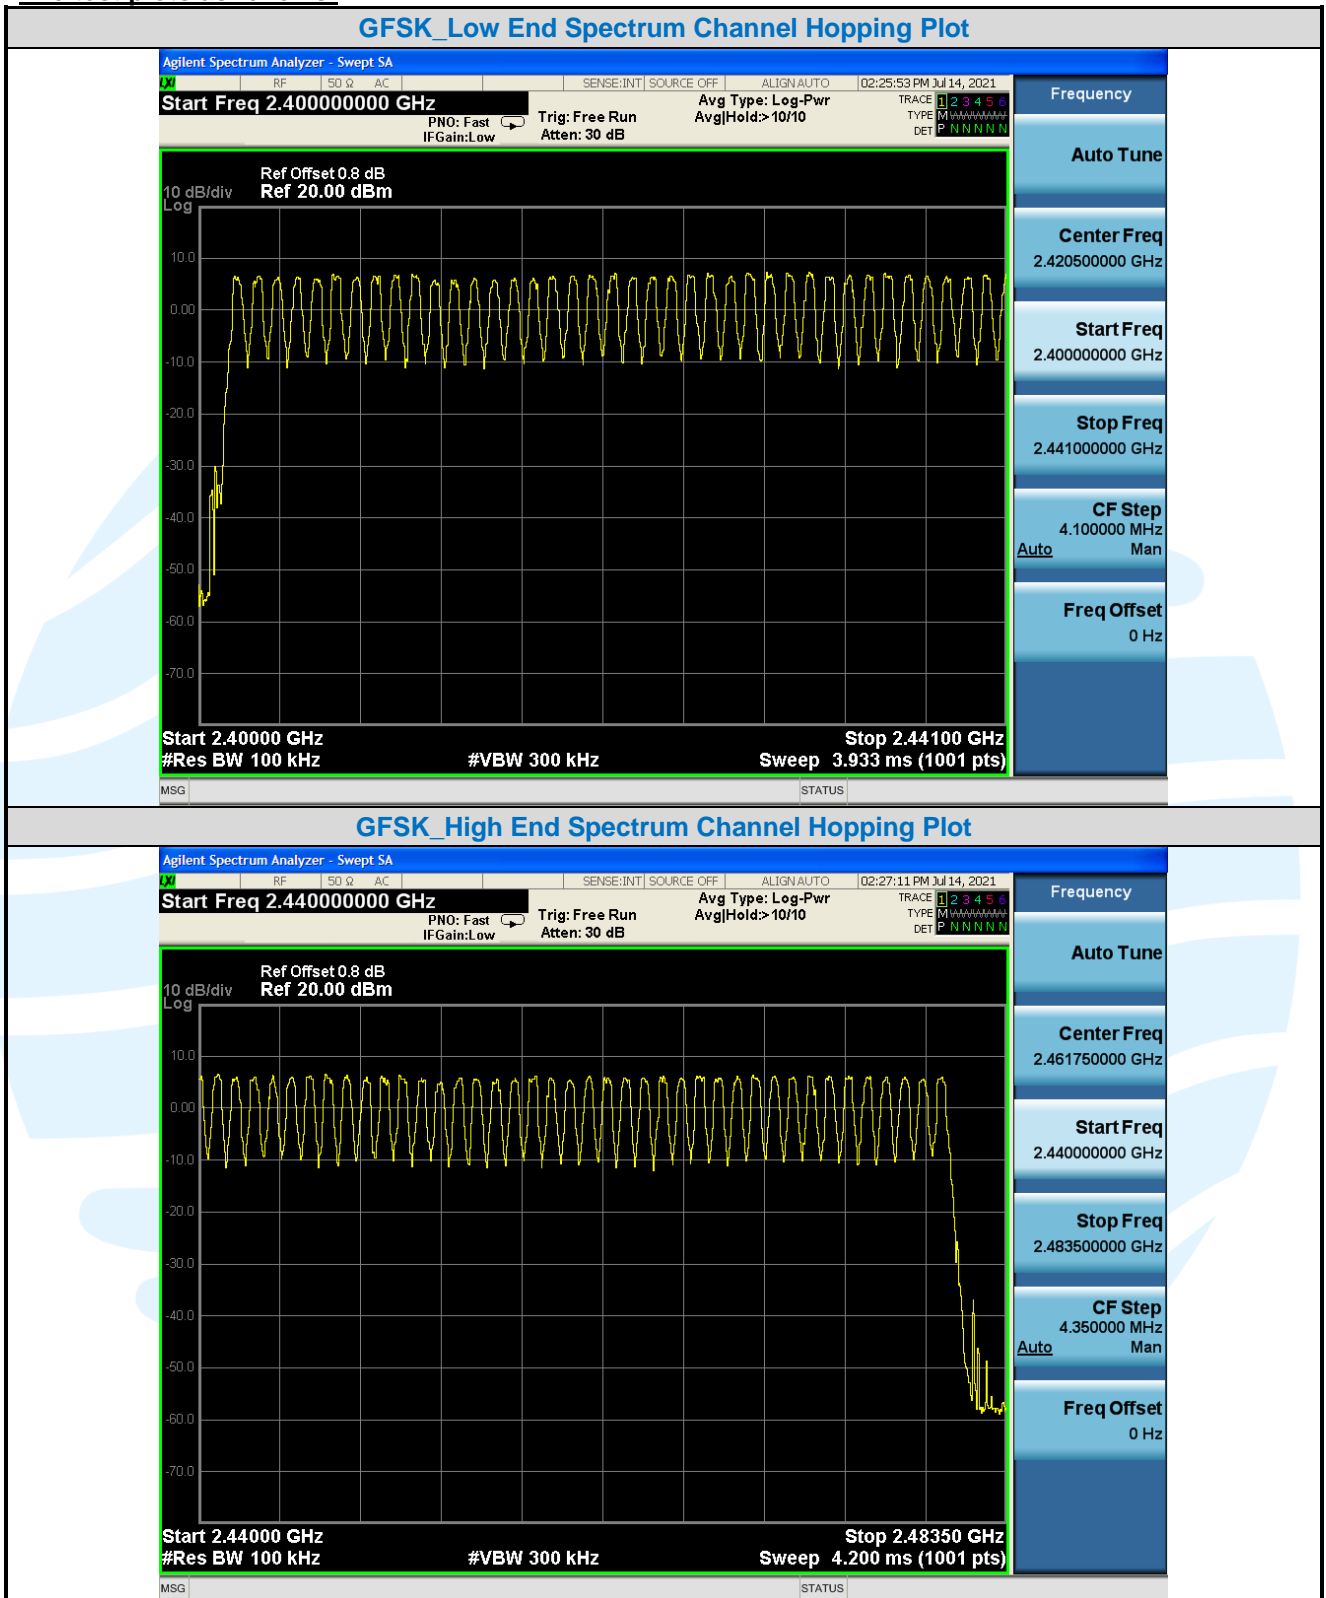 GFSK_Low End Spectrum Channel Hopping Plot
Agilent Spectrum Analyzer - Swept SA
LXI RF 50 Ω AC SENSE:INT SOURCE OFF ALIGN AUTO 02:25:53 PM Jul 14, 2021
Start Freq 2.400000000 GHz
PNO: Fast
IFGain:Low
Trig: Free Run
Atten: 30 dB
Avg Type: Log-Pwr
Avg|Hold:> 10/10
TRACE 1 2 3 4 5 6
TYPE M
DET P N N N N N
Ref Offset 0.8 dB
10 dB/div Ref 20.00 dBm
Log
10.0
0.00
-10.0
-20.0
-30.0
-40.0
-50.0
-60.0
-70.0
Start 2.40000 GHz Stop 2.44100 GHz
#Res BW 100 kHz #VBW 300 kHz Sweep 3.933 ms (1001 pts)
MSG STATUS
Frequency
Auto Tune
Center Freq
2.420500000 GHz
Start Freq
2.400000000 GHz
Stop Freq
2.441000000 GHz
CF Step
4.100000 MHz
Auto Man
Freq Offset
0 Hz
GFSK_High End Spectrum Channel Hopping Plot
Agilent Spectrum Analyzer - Swept SA
LXI RF 50 Ω AC SENSE:INT SOURCE OFF ALIGN AUTO 02:27:11 PM Jul 14, 2021
Start Freq 2.440000000 GHz
PNO: Fast
IFGain:Low
Trig: Free Run
Atten: 30 dB
Avg Type: Log-Pwr
Avg|Hold:> 10/10
TRACE 1 2 3 4 5 6
TYPE M
DET P N N N N N
Ref Offset 0.8 dB
10 dB/div Ref 20.00 dBm
Log
10.0
0.00
-10.0
-20.0
-30.0
-40.0
-50.0
-60.0
-70.0
Start 2.44000 GHz Stop 2.48350 GHz
#Res BW 100 kHz #VBW 300 kHz Sweep 4.200 ms (1001 pts)
MSG STATUS
Frequency
Auto Tune
Center Freq
2.461750000 GHz
Start Freq
2.440000000 GHz
Stop Freq
2.483500000 GHz
CF Step
4.350000 MHz
Auto Man
Freq Offset
0 Hz